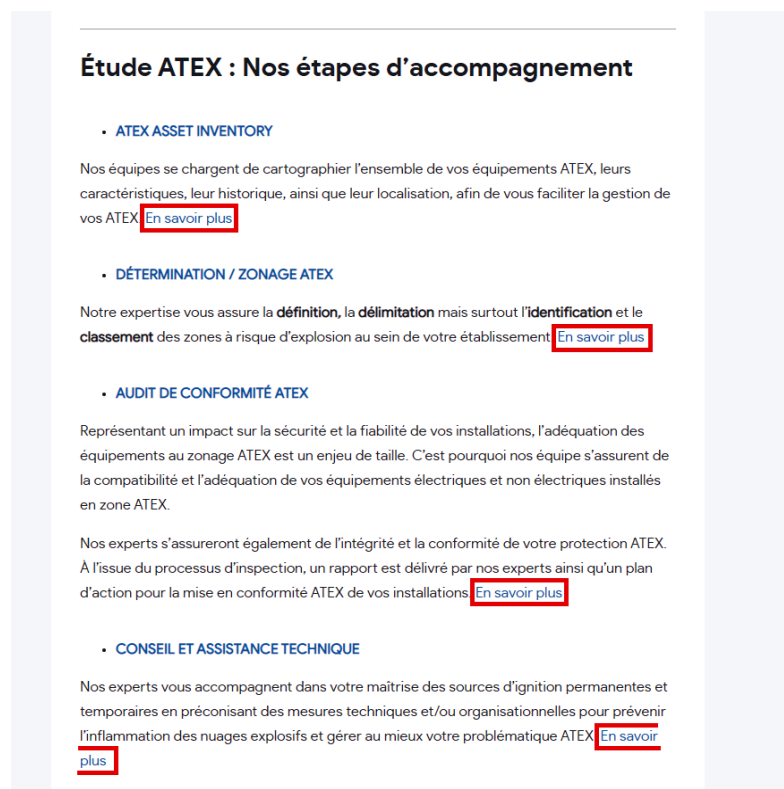 Étude ATEX : Nos étapes d’accompagnement
• ATEX ASSET INVENTORY
Nos équipes se chargent de cartographier l’ensemble de vos équipements ATEX, leurs
caractéristiques, leur historique, ainsi que leur localisation, afin de vous faciliter la gestion de
vos ATEX En savoir plus
• DÉTERMINATION / ZONAGE ATEX
Notre expertise vous assure la définition, la délimitation mais surtout l’identification et le
classement des zones à risque d’explosion au sein de votre établissement En savoir plus
• AUDIT DE CONFORMITÉ ATEX
Représentant un impact sur la sécurité et la fiabilité de vos installations, l’adéquation des
équipements au zonage ATEX est un enjeu de taille. C’est pourquoi nos équipe s’assurent de
la compatibilité et l’adéquation de vos équipements électriques et non électriques installés
en zone ATEX.
Nos experts s’assureront également de l’intégrité et la conformité de votre protection ATEX.
À l’issue du processus d’inspection, un rapport est délivré par nos experts ainsi qu’un plan
d’action pour la mise en conformité ATEX de vos installations. En savoir plus
• CONSEIL ET ASSISTANCE TECHNIQUE
Nos experts vous accompagnent dans votre maîtrise des sources d’ignition permanentes et
temporaires en préconisant des mesures techniques et/ou organisationnelles pour prévenir
l’inflammation des nuages explosifs et gérer au mieux votre problématique ATEX En savoir
plus